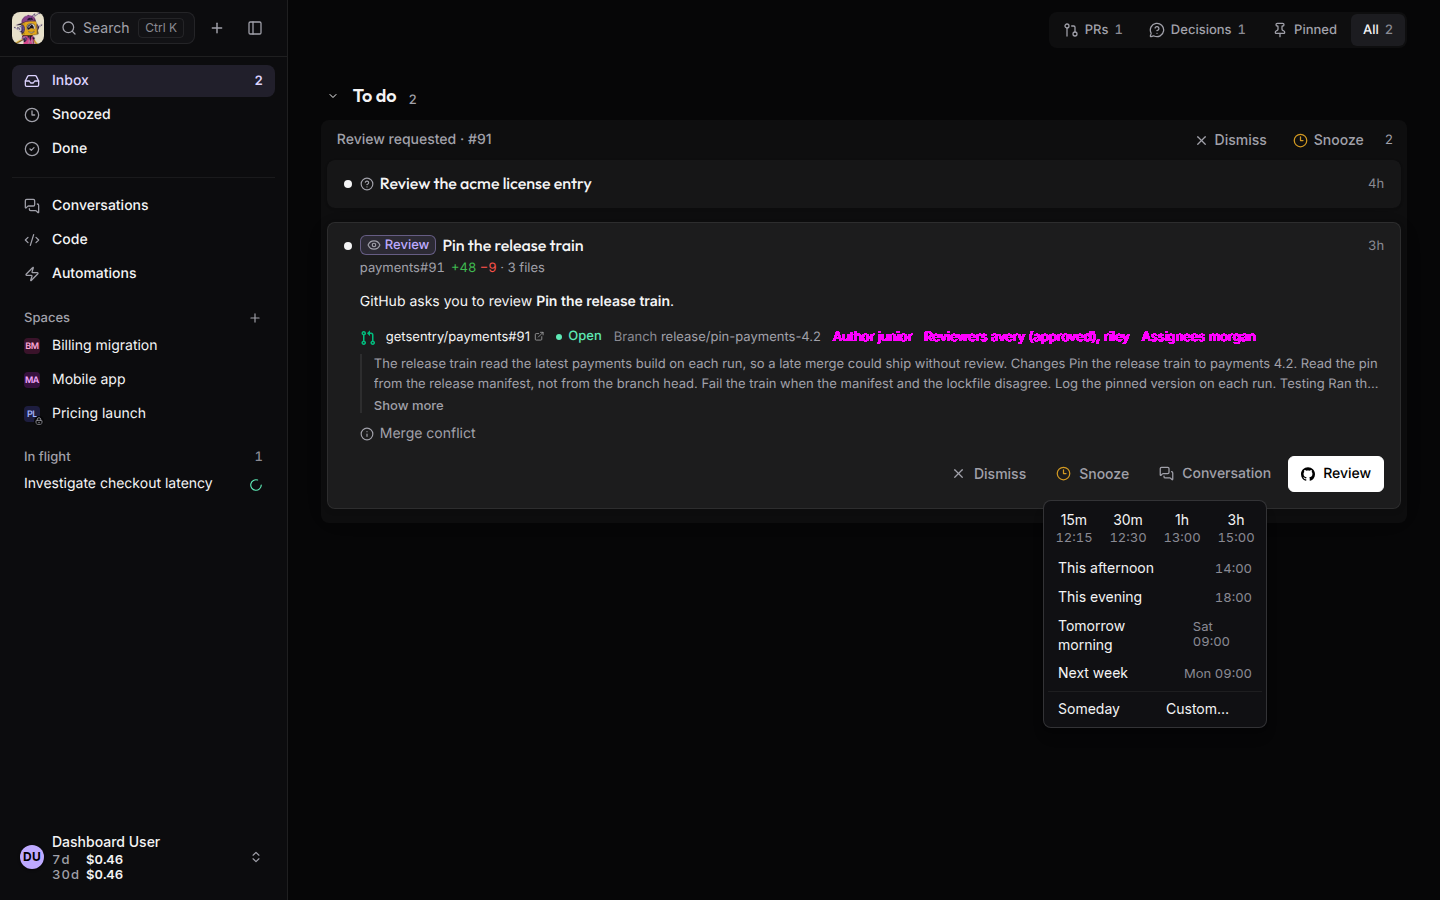 Search Ctrl K
PRs 1 Decisions 1 Pinned All 2
Inbox 2
Snoozed
Done
Conversations
Code
Automations
Spaces
BM Billing migration
MA Mobile app
PL Pricing launch
In flight 1
Investigate checkout latency
Dashboard User
DU
7d $0.46
30d $0.46
To do 2
Review requested · #91 Dismiss Snooze 2
Review the acme license entry 4h
Review Pin the release train 3h
payments#91 +48 −9 · 3 files
GitHub asks you to review Pin the release train.
getsentry/payments#91 Open Branch release/pin-payments-4.2 Author junior Reviewers avery (approved), riley Assignees morgan
The release train read the latest payments build on each run, so a late merge could ship without review. Changes Pin the release train to payments 4.2. Read the pin
from the release manifest, not from the branch head. Fail the train when the manifest and the lockfile disagree. Log the pinned version on each run. Testing Ran th...
Show more
Merge conflict
Dismiss Snooze Conversation Review
15m 30m 1h 3h
12:15 12:30 13:00 15:00
This afternoon 14:00
This evening 18:00
Tomorrow morning Sat 09:00
Next week Mon 09:00
Someday Custom...